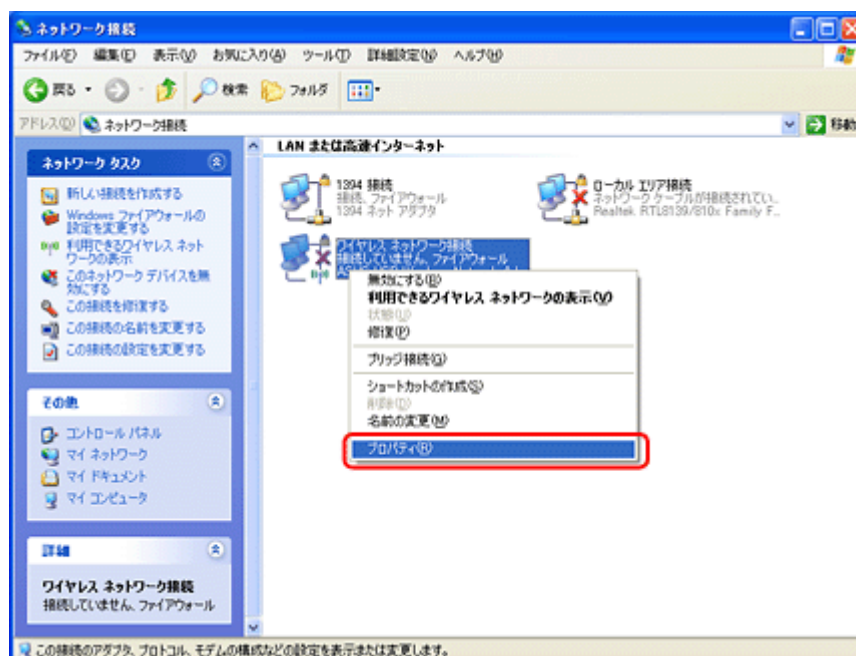 ネットワーク接続
ファイル(F) 編集(E) 表示(V) お気に入り(A) ツール(T) 詳細設定(N) ヘルプ(H)
戻る 検索 フォルダ
アドレス(D) ネットワーク接続 移動
ネットワーク タスク
新しい接続を作成する
Windows ファイアウォールの
設定を変更する
利用できるワイヤレス ネット
ワークの表示
このネットワーク デバイスを無
効にする
この接続を修復する
この接続の名前を変更する
この接続の設定を変更する
その他
コントロール パネル
マイ ネットワーク
マイ ドキュメント
マイ コンピュータ
詳細
ワイヤレス ネットワーク接続
接続していません、ファイアウォール
LAN または高速インターネット
1394 接続
接続、ファイアウォール
1394 ネット アダプタ
ローカル エリア接続
ネットワーク ケーブルが接続されてい...
Realtek RTL8139/810x Family F...
ワイヤレス ネットワーク接続
接続していません、ファイアウォール
無効にする(B)
利用できるワイヤレス ネットワークの表示(V)
状態(U)
修復(P)
ブリッジ接続(G)
ショートカットの作成(S)
削除(D)
名前の変更(M)
プロパティ(R)
この接続のアダプタ、プロトコル、モデムの構成などの設定を表示または変更します。